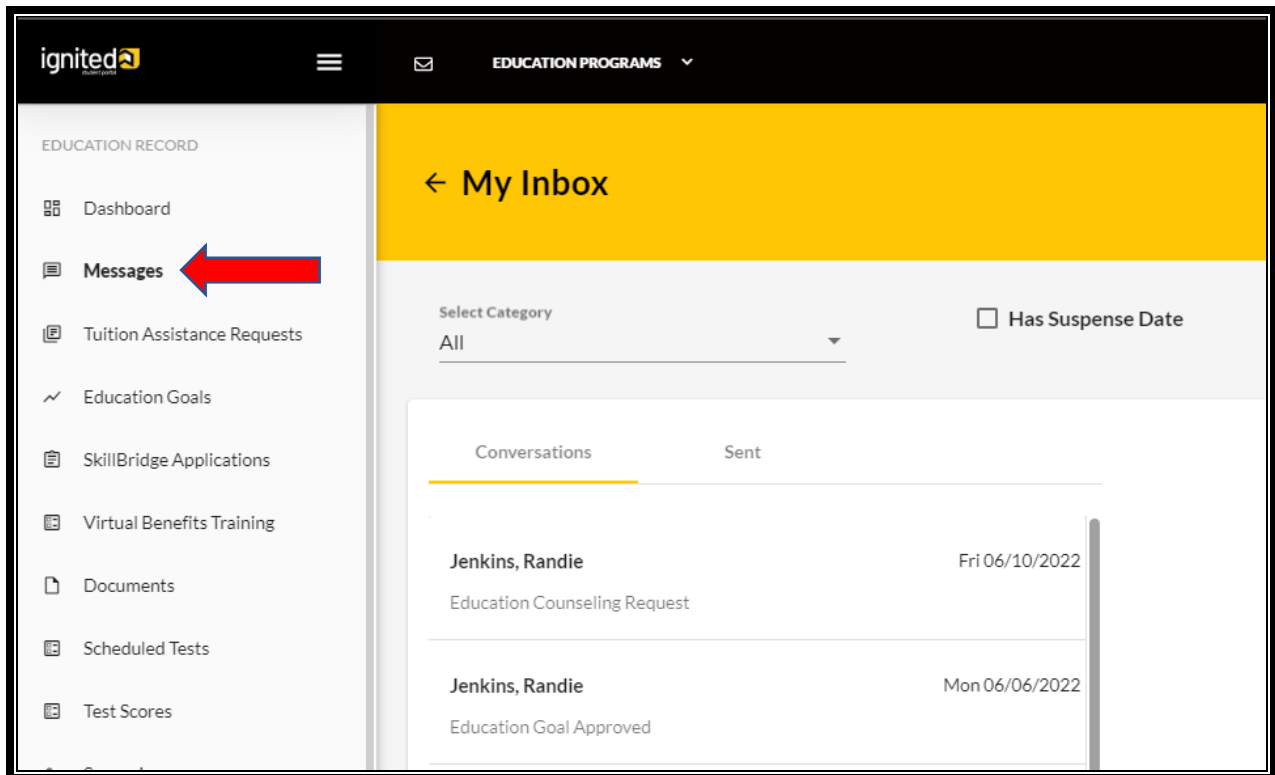 ignited
student portal
EDUCATION PROGRAMS
EDUCATION RECORD
Dashboard
Messages
Tuition Assistance Requests
Education Goals
SkillBridge Applications
Virtual Benefits Training
Documents
Scheduled Tests
Test Scores
My Inbox
Select Category
All
Has Suspense Date
Conversations Sent
Jenkins, Randie Fri 06/10/2022
Education Counseling Request
Jenkins, Randie Mon 06/06/2022
Education Goal Approved